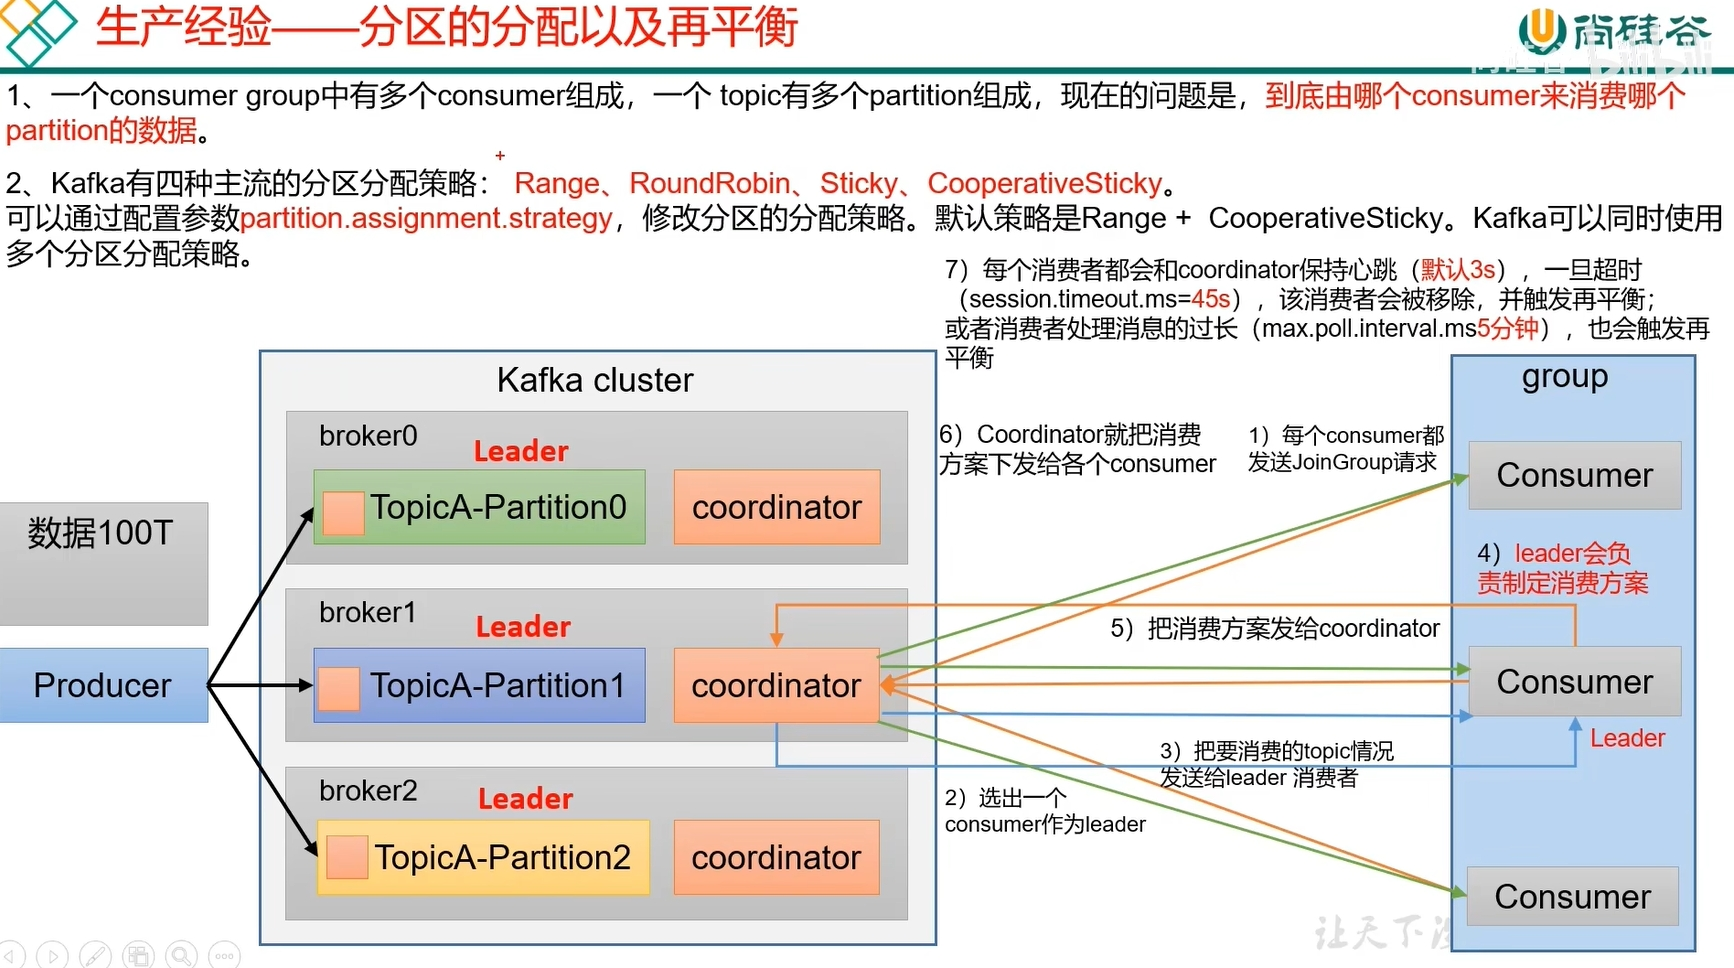 生产经验——分区的分配以及再平衡
尚硅谷
bilibili
1、一个consumer group中有多个consumer组成，一个 topic有多个partition组成，现在的问题是，到底由哪个consumer来消费哪个
partition的数据。
2、Kafka有四种主流的分区分配策略： Range、RoundRobin、Sticky、CooperativeSticky。
可以通过配置参数partition.assignment.strategy，修改分区的分配策略。默认策略是Range + CooperativeSticky。Kafka可以同时使用
多个分区分配策略。
7）每个消费者都会和coordinator保持心跳（默认3s），一旦超时
（session.timeout.ms=45s），该消费者会被移除，并触发再平衡；
或者消费者处理消息的过长（max.poll.interval.ms5分钟），也会触发再
平衡
Kafka cluster
group
broker0
Leader
TopicA-Partition0
coordinator
6）Coordinator就把消费
方案下发给各个consumer
1）每个consumer都
发送JoinGroup请求
Consumer
数据100T
4）leader会负
责制定消费方案
broker1
Leader
5）把消费方案发给coordinator
Producer
TopicA-Partition1
coordinator
Consumer
Leader
3）把要消费的topic情况
发送给leader 消费者
broker2
Leader
2）选出一个
consumer作为leader
TopicA-Partition2
coordinator
Consumer
让天下没